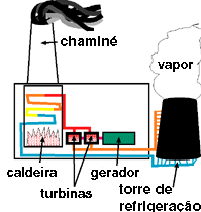 chaminé
vapor
caldeira
turbinas
gerador
torre de
refrigeração